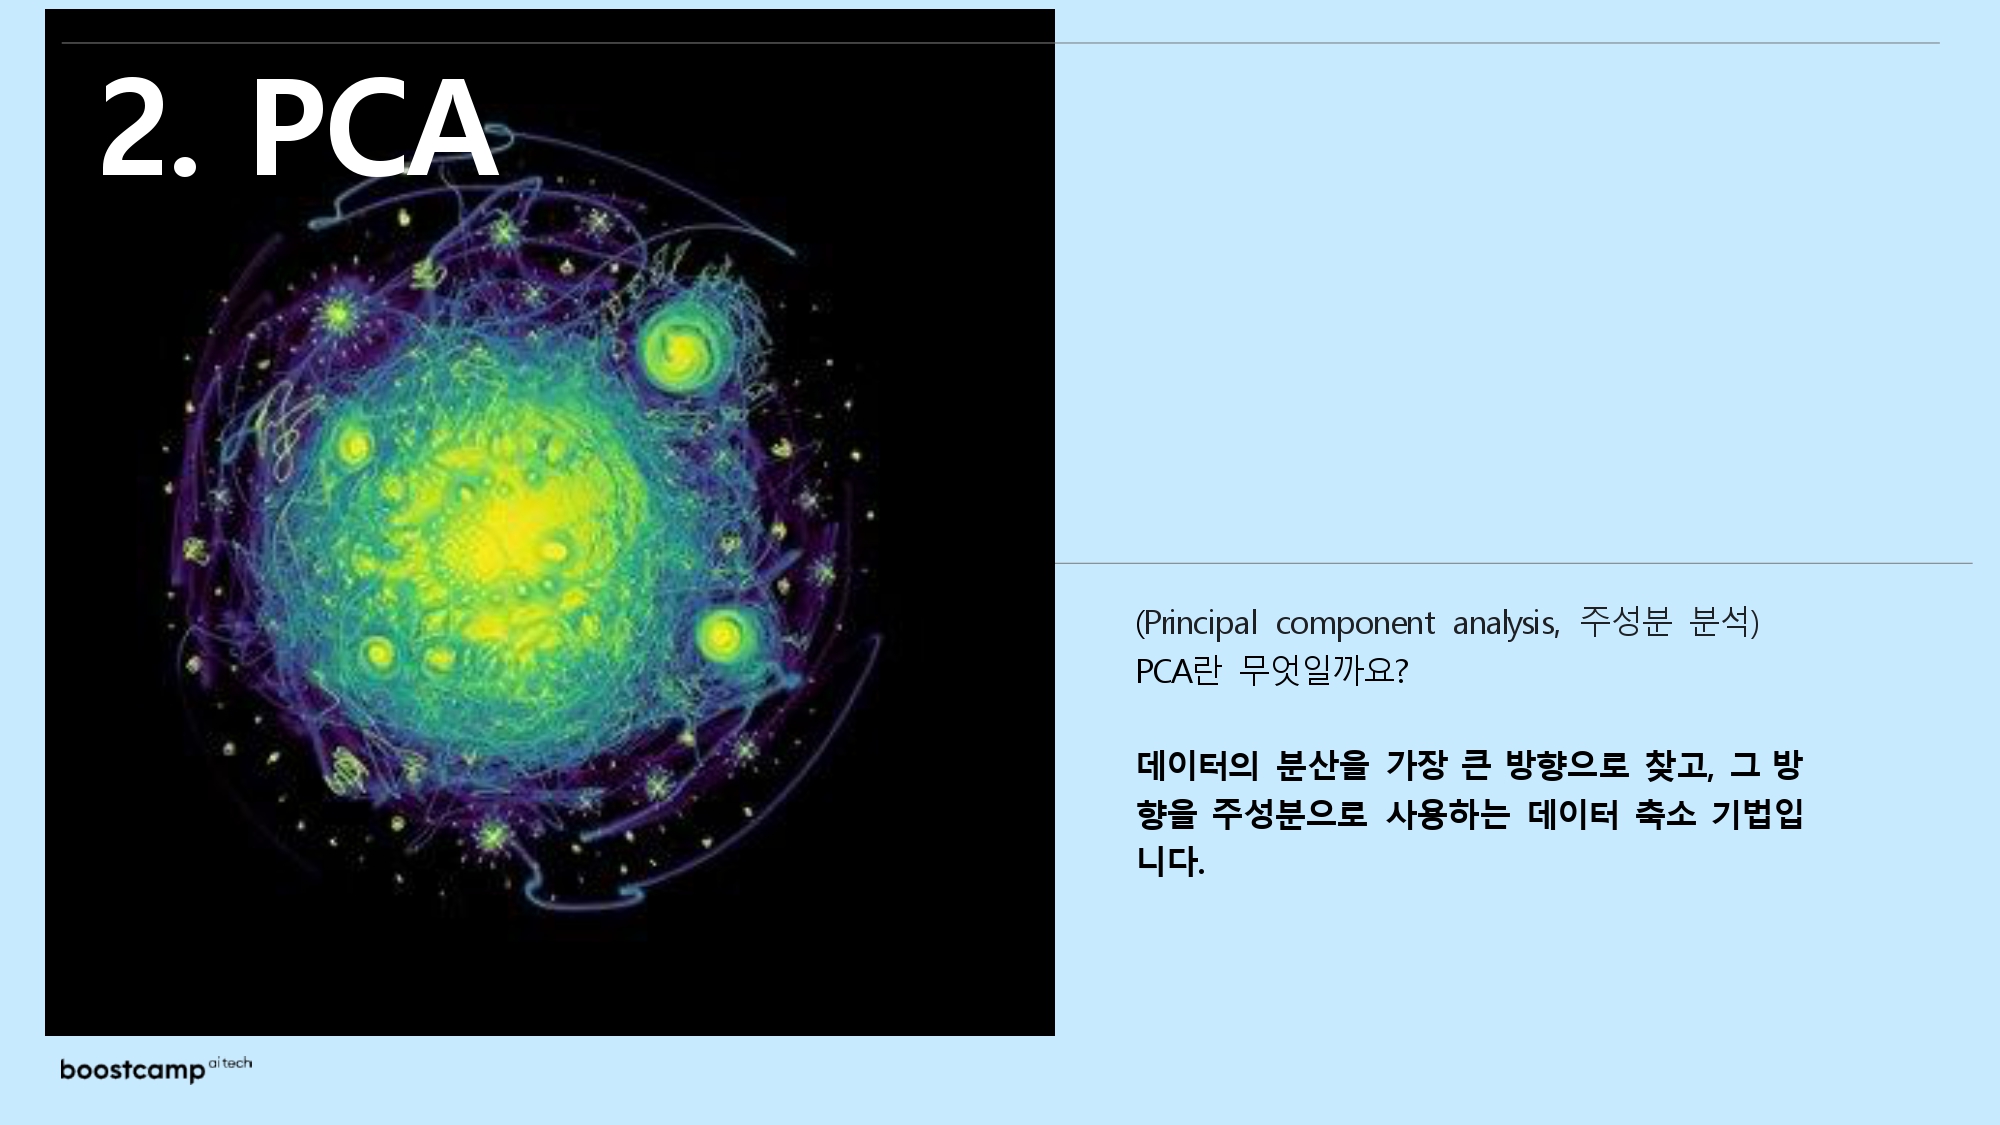 2. PCA
(Principal component analysis, 주성분 분석)
PCA란 무엇일까요?
데이터의 분산을 가장 큰 방향으로 찾고, 그 방
향을 주성분으로 사용하는 데이터 축소 기법입
니다.
boostcamp ai tech